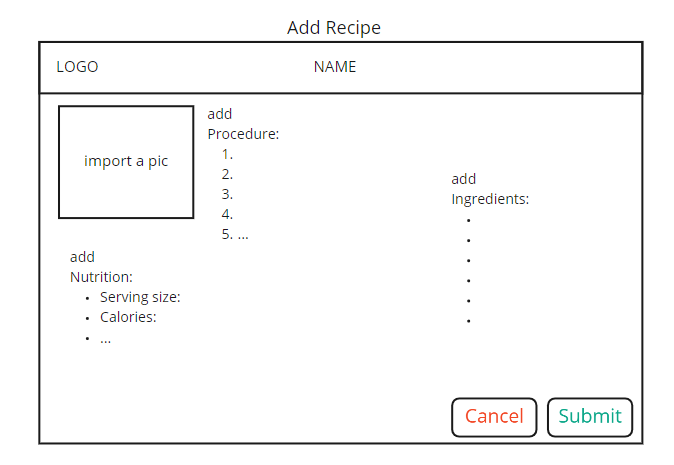 Add Recipe
LOGO
NAME
import a pic
add
Procedure:
1.
2.
3.
4.
5. ...
add
Ingredients:
•
•
•
•
•
•
add
Nutrition:
• Serving size:
• Calories:
• ...
Cancel
Submit